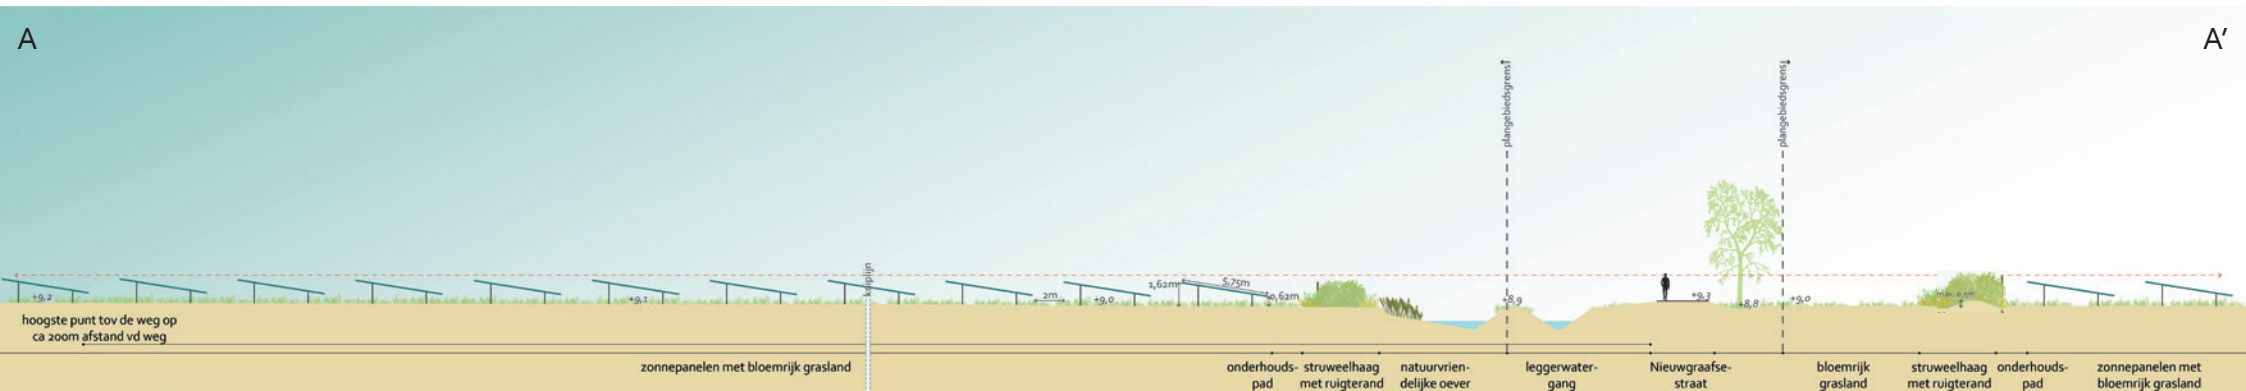 A
A'
plangebiedsgrens
plangebiedsgrens
knijplijn
+9,2
+9,1
2m
+9,0
1,62m
5,75m
0,62m
+8,9
+9,3
+8,8
+9,0
hoogste punt tov de weg op
ca 200m afstand vd weg
zonnepanelen met bloemrijk grasland
onderhouds-
pad
struweelhaag
met ruigterand
natuurvrien-
delijke oever
leggerwater-
gang
Nieuwgraafse-
straat
bloemrijk
grasland
struweelhaag
met ruigterand
onderhouds-
pad
zonnepanelen met
bloemrijk grasland